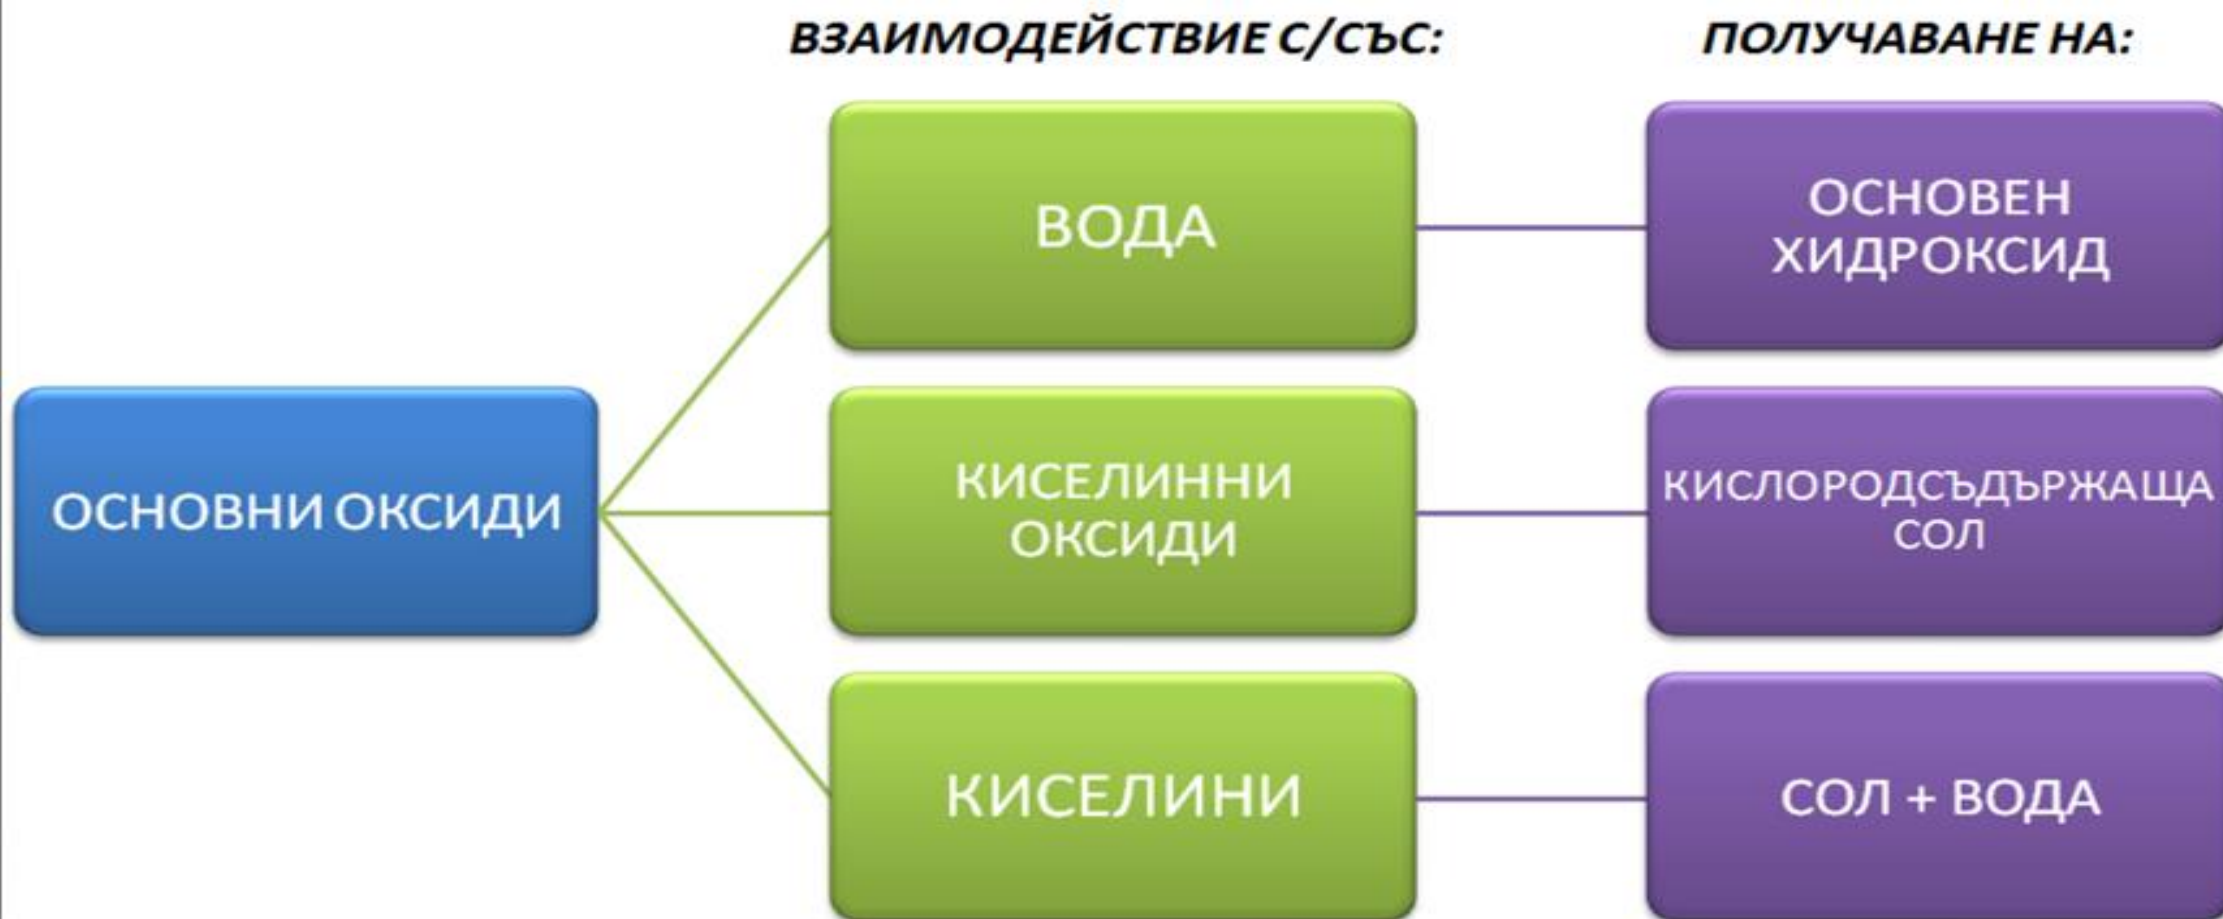 ВЗАИМОДЕЙСТВИЕ С/СЪС:
ПОЛУЧАВАНЕ НА:
ОСНОВНИ ОКСИДИ
ВОДА
ОСНОВЕН
ХИДРОКСИД
КИСЕЛИННИ
ОКСИДИ
КИСЛОРОДСЪДЪРЖАЩА
СОЛ
КИСЕЛИНИ
СОЛ + ВОДА